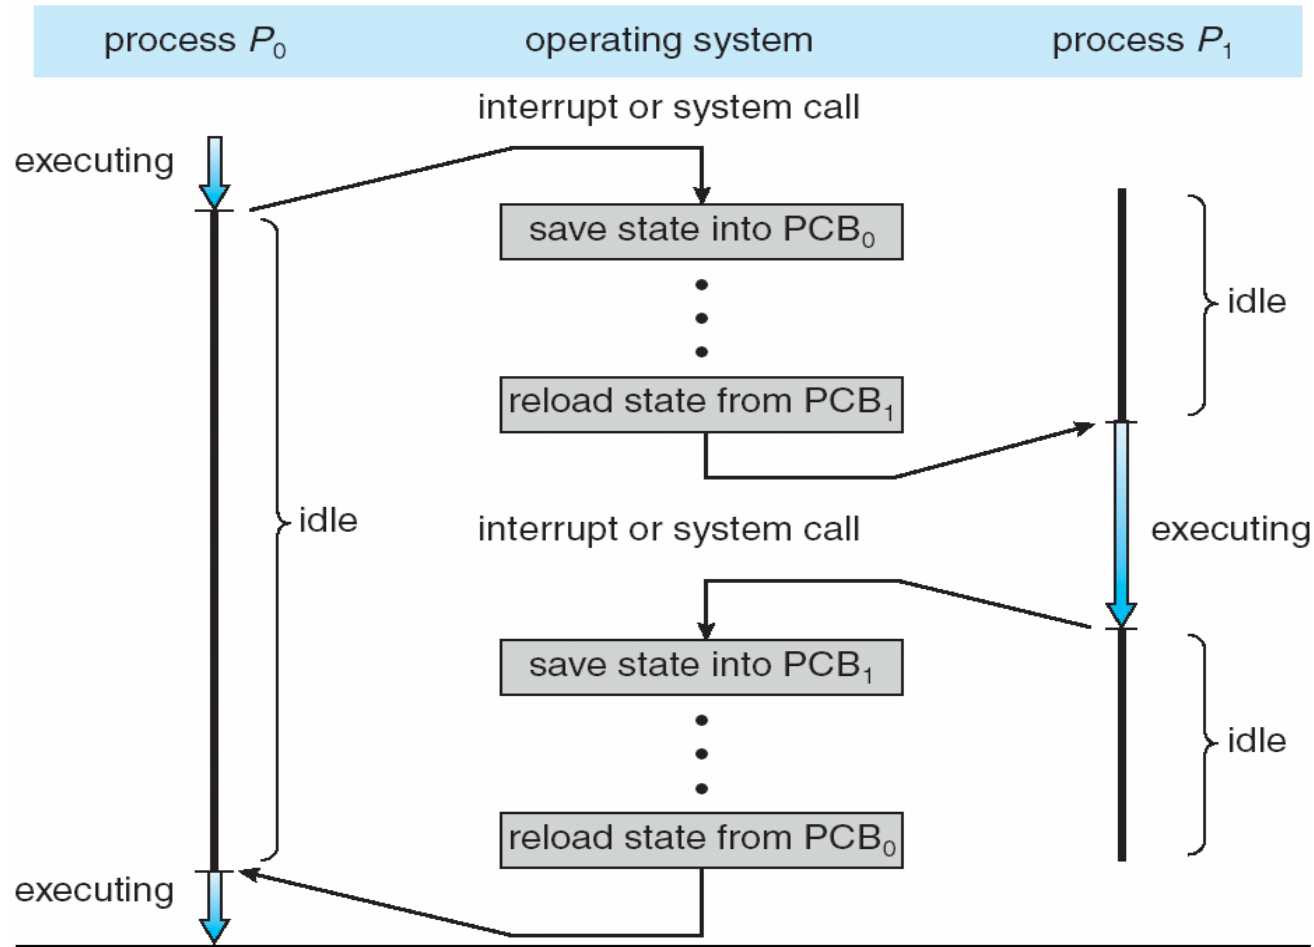 process P₀ operating system process P₁
interrupt or system call
executing
save state into PCB₀
idle
reload state from PCB₁
idle
interrupt or system call
executing
save state into PCB₁
idle
reload state from PCB₀
executing